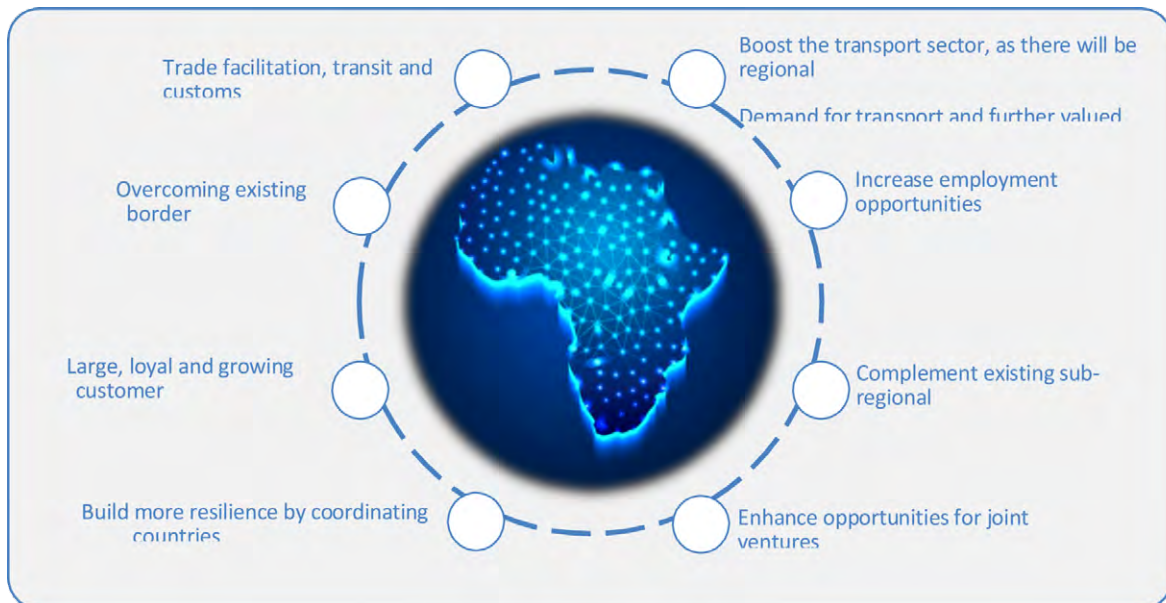 Trade facilitation, transit and
customs
Overcoming existing
border
Large, loyal and growing
customer
Build more resilience by coordinating
countries
Boost the transport sector, as there will be
regional
Demand for transport and further valued
Increase employment
opportunities
Complement existing sub-
regional
Enhance opportunities for joint
ventures